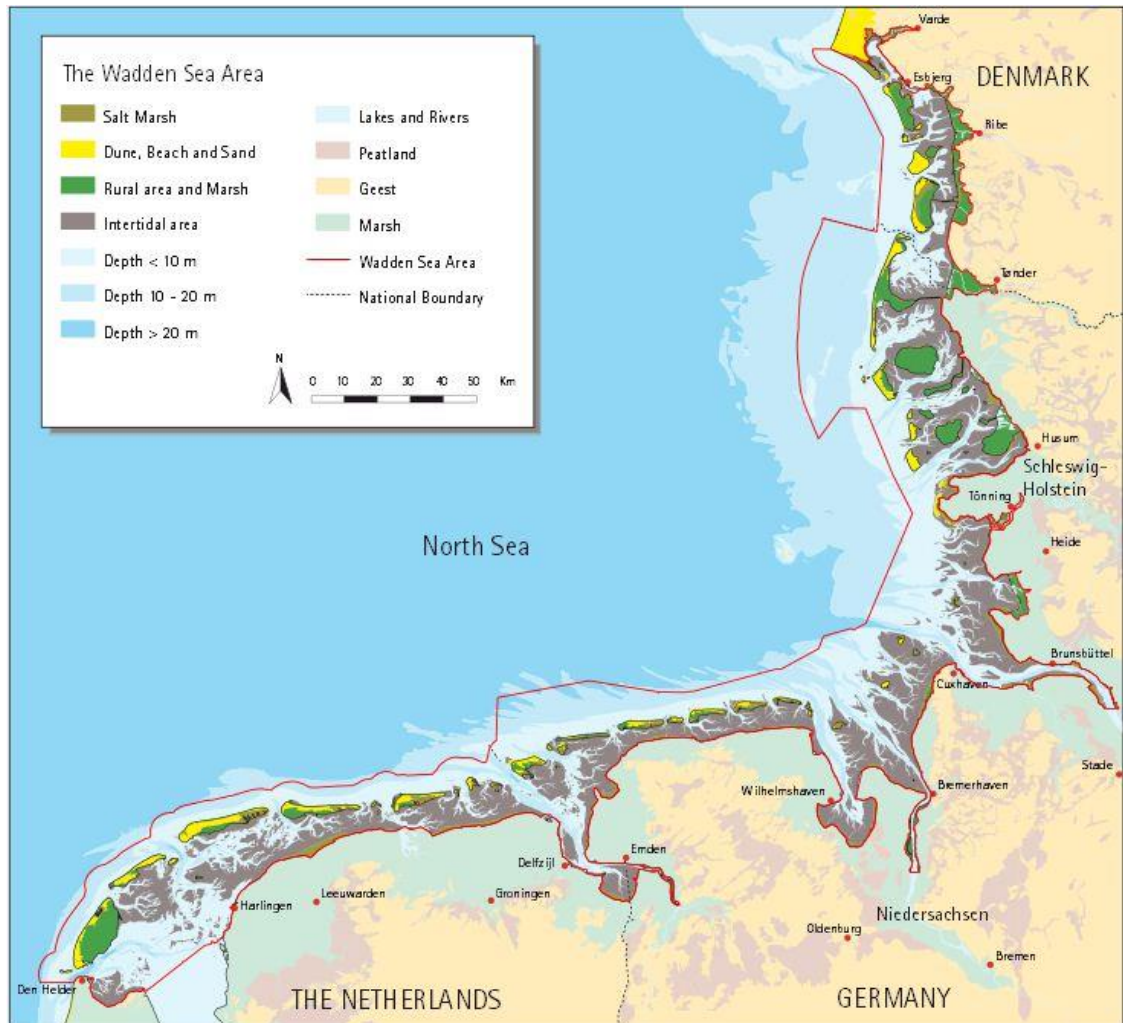 The Wadden Sea Area
Salt Marsh
Dune, Beach and Sand
Rural area and Marsh
Intertidal area
Depth < 10 m
Depth 10 - 20 m
Depth > 20 m
Lakes and Rivers
Peatland
Geest
Marsh
Wadden Sea Area
National Boundary
N
0 10 20 30 40 50 Km
Varde
Esbjerg
DENMARK
Ribe
Tønder
Husum
Schleswig-
Holstein
Tönning
Heide
North Sea
Brunsbüttel
Cuxhaven
Stade
Wilhelmshaven
Bremerhaven
Emden
Delfzijl
Leeuwarden
Groningen
Harlingen
Niedersachsen
Oldenburg
Bremen
Den Helder
THE NETHERLANDS
GERMANY